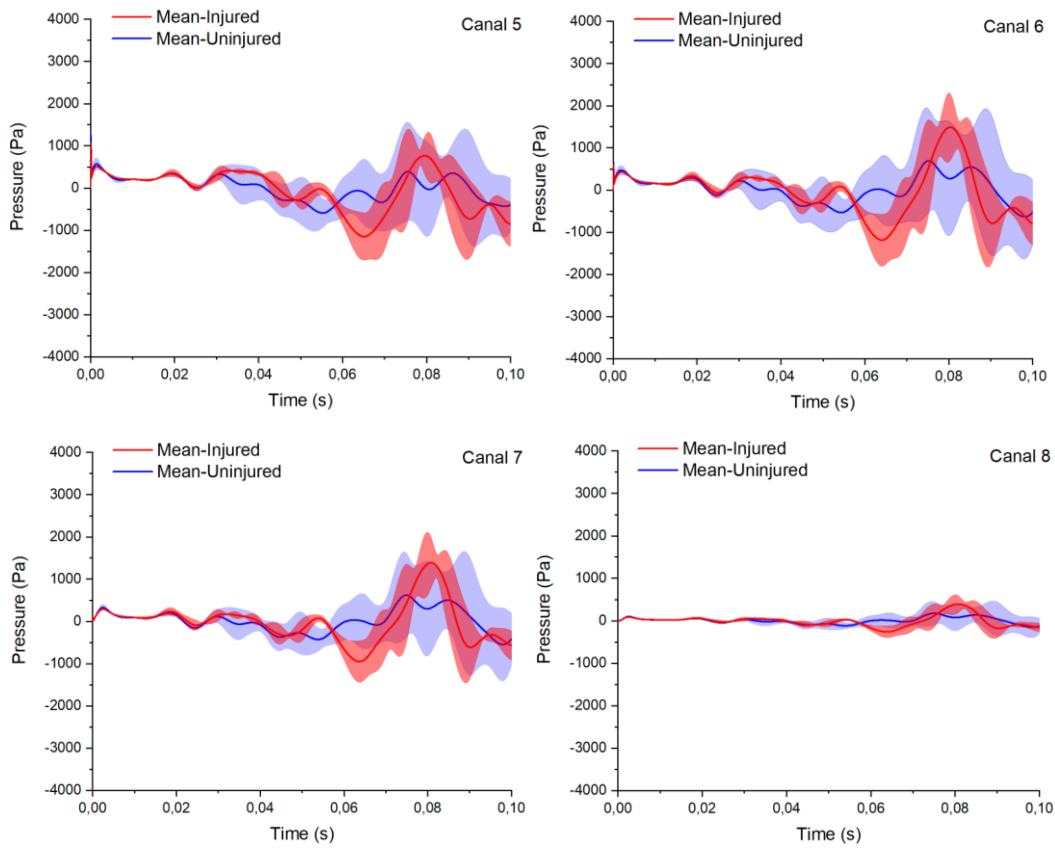 Mean-Injured
Mean-Uninjured
Canal 5
4000
3000
2000
1000
0
-1000
-2000
-3000
-4000
Pressure (Pa)
0,00 0,02 0,04 0,06 0,08 0,10
Time (s)
Mean-Injured
Mean-Uninjured
Canal 6
4000
3000
2000
1000
0
-1000
-2000
-3000
-4000
Pressure (Pa)
0,00 0,02 0,04 0,06 0,08 0,10
Time (s)
Mean-Injured
Mean-Uninjured
Canal 7
4000
3000
2000
1000
0
-1000
-2000
-3000
-4000
Pressure (Pa)
0,00 0,02 0,04 0,06 0,08 0,10
Time (s)
Mean-Injured
Mean-Uninjured
Canal 8
4000
3000
2000
1000
0
-1000
-2000
-3000
-4000
Pressure (Pa)
0,00 0,02 0,04 0,06 0,08 0,10
Time (s)